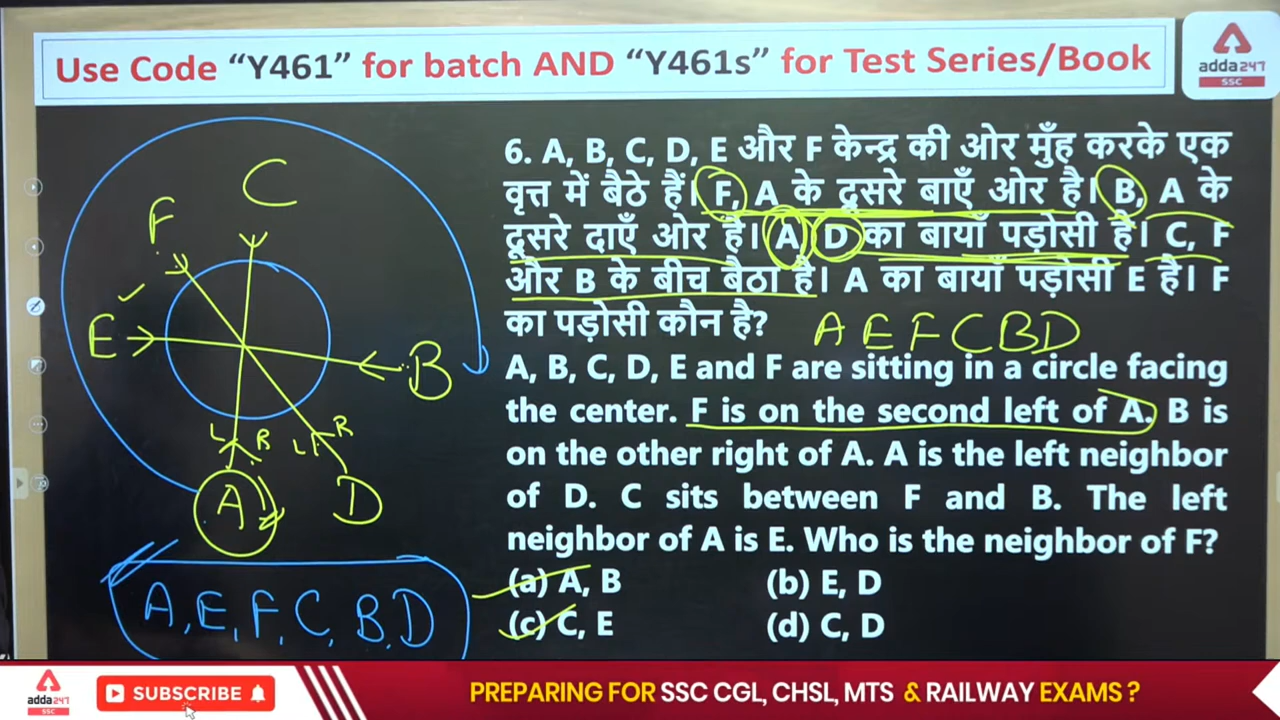 Use Code “Y461” for batch AND “Y461s” for Test Series/Book
adda247
SSC
6. A, B, C, D, E और F केन्द्र की ओर मुँह करके एक
वृत्त में बैठे हैं। F, A के दूसरे बाएँ ओर है। B, A के
दूसरे दाएँ ओर है। A, D का बायाँ पड़ोसी है। C, F
और B के बीच बैठा है। A का बायाँ पड़ोसी E है। F
का पड़ोसी कौन है?
A E F C B D
A, B, C, D, E and F are sitting in a circle facing
the center. F is on the second left of A. B is
on the other right of A. A is the left neighbor
of D. C sits between F and B. The left
neighbor of A is E. Who is the neighbor of F?
(a) A, B (b) E, D
(c) C, E (d) C, D
C
F
E
B
L R
L R
A
D
A, E, F, C, B, D
adda247
SSC
SUBSCRIBE
PREPARING FOR SSC CGL, CHSL, MTS & RAILWAY EXAMS ?